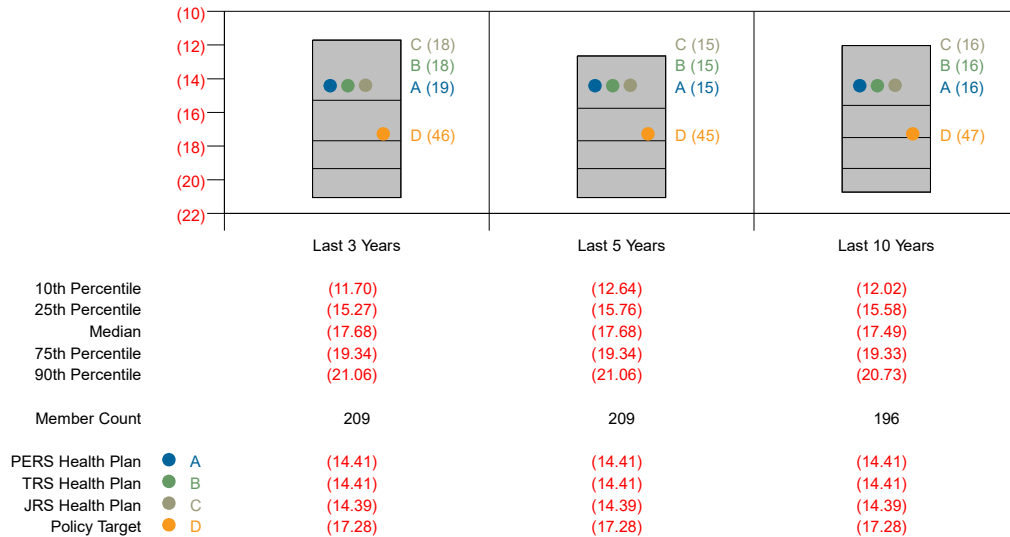 (10)
(12)
(14)
(16)
(18)
(20)
(22)
C (18)
B (18)
A (19)
D (46)
C (15)
B (15)
A (15)
D (45)
C (16)
B (16)
A (16)
D (47)
Last 3 Years Last 5 Years Last 10 Years
10th Percentile (11.70) (12.64) (12.02)
25th Percentile (15.27) (15.76) (15.58)
Median (17.68) (17.68) (17.49)
75th Percentile (19.34) (19.34) (19.33)
90th Percentile (21.06) (21.06) (20.73)
Member Count 209 209 196
PERS Health Plan A (14.41) (14.41) (14.41)
TRS Health Plan B (14.41) (14.41) (14.41)
JRS Health Plan C (14.39) (14.39) (14.39)
Policy Target D (17.28) (17.28) (17.28)